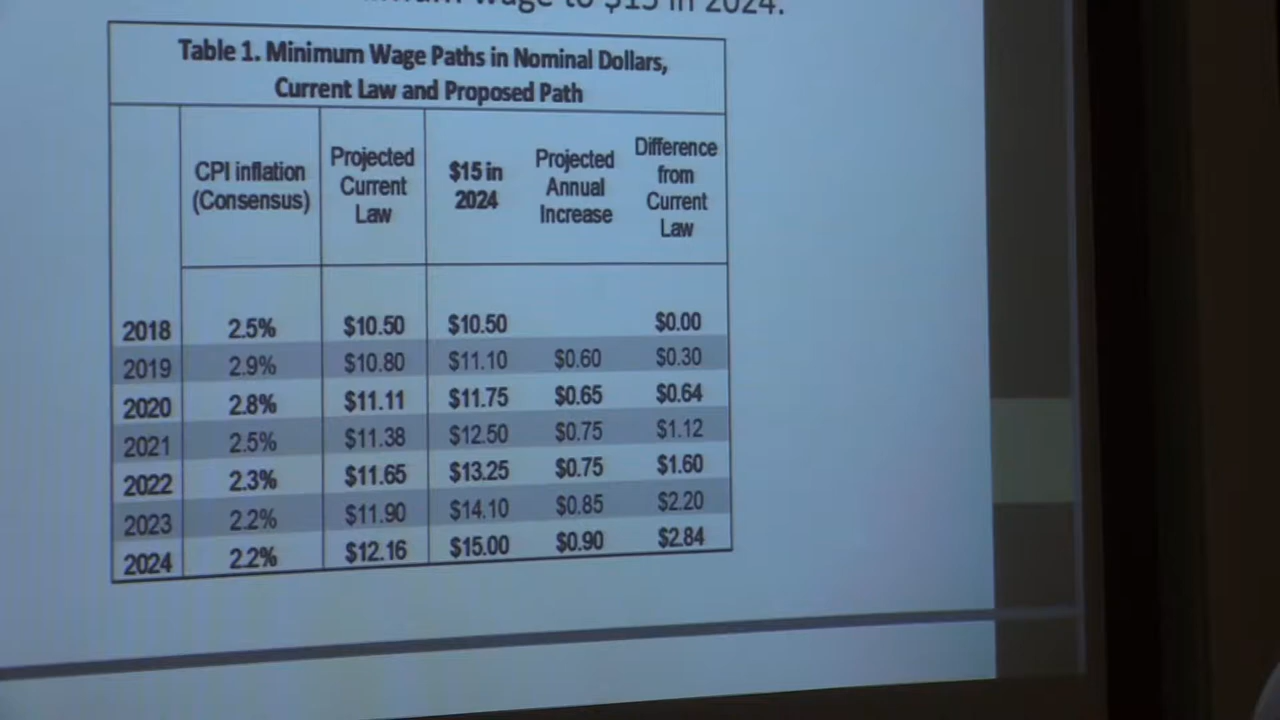 wage to $15 in 2024.
Table 1. Minimum Wage Paths in Nominal Dollars,
Current Law and Proposed Path
CPI inflation (Consensus) Projected Current Law $15 in 2024 Projected Annual Increase Difference from Current Law
2018 2.5% $10.50 $10.50 $0.00
2019 2.9% $10.80 $11.10 $0.60 $0.30
2020 2.8% $11.11 $11.75 $0.65 $0.64
2021 2.5% $11.38 $12.50 $0.75 $1.12
2022 2.3% $11.65 $13.25 $0.75 $1.60
2023 2.2% $11.90 $14.10 $0.85 $2.20
2024 2.2% $12.16 $15.00 $0.90 $2.84